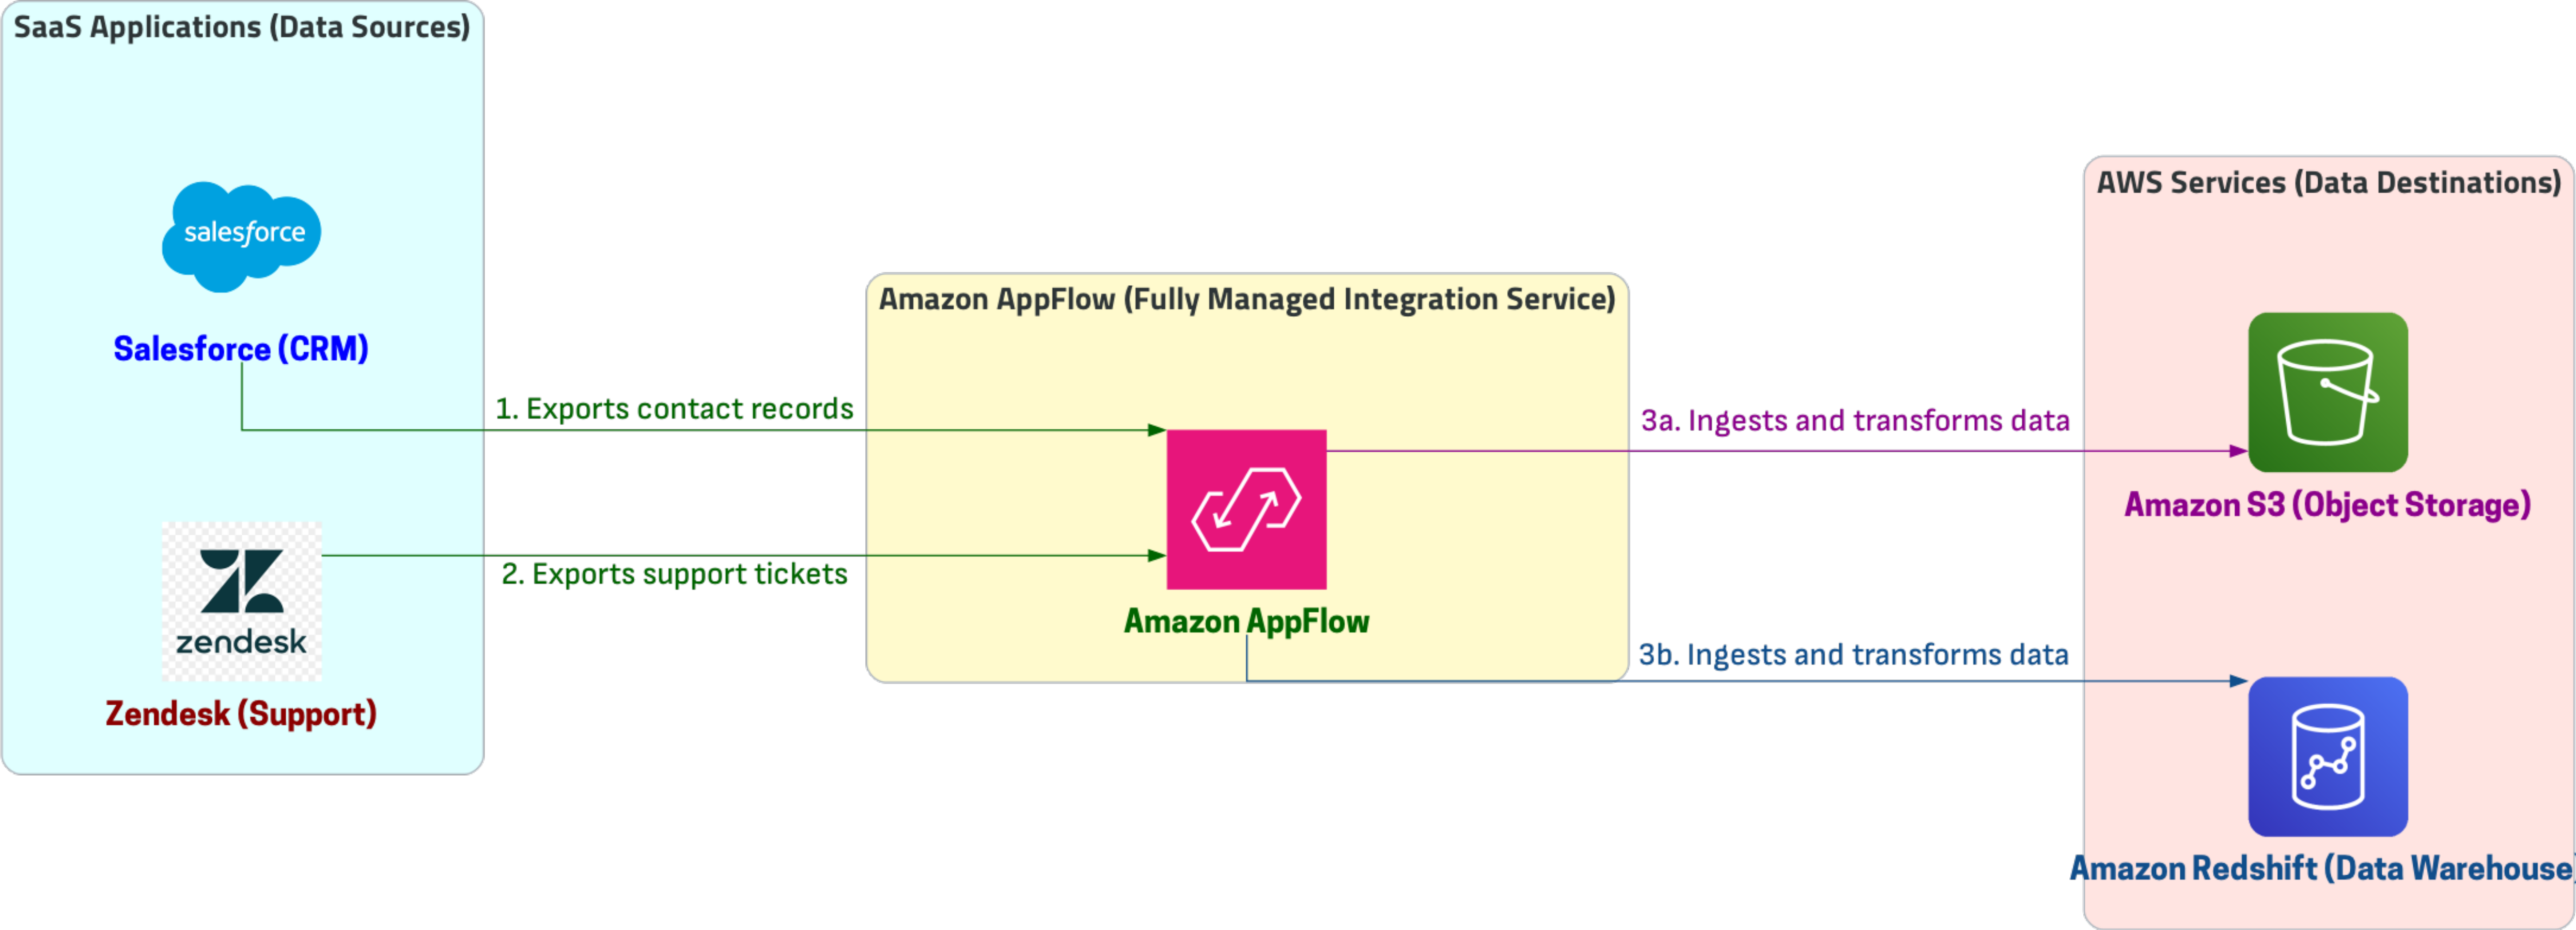 SaaS Applications (Data Sources)
salesforce
Salesforce (CRM)
zendesk
Zendesk (Support)
1. Exports contact records
2. Exports support tickets
Amazon AppFlow (Fully Managed Integration Service)
Amazon AppFlow
3a. Ingests and transforms data
3b. Ingests and transforms data
AWS Services (Data Destinations)
Amazon S3 (Object Storage)
Amazon Redshift (Data Warehouse)